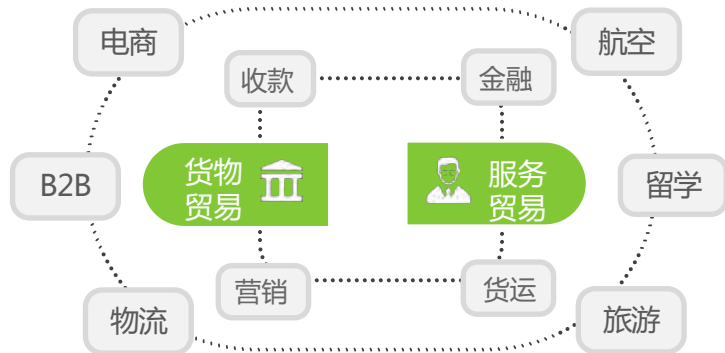 电商
航空
收款
金融
B2B
货物
贸易
服务
贸易
留学
营销
货运
物流
旅游